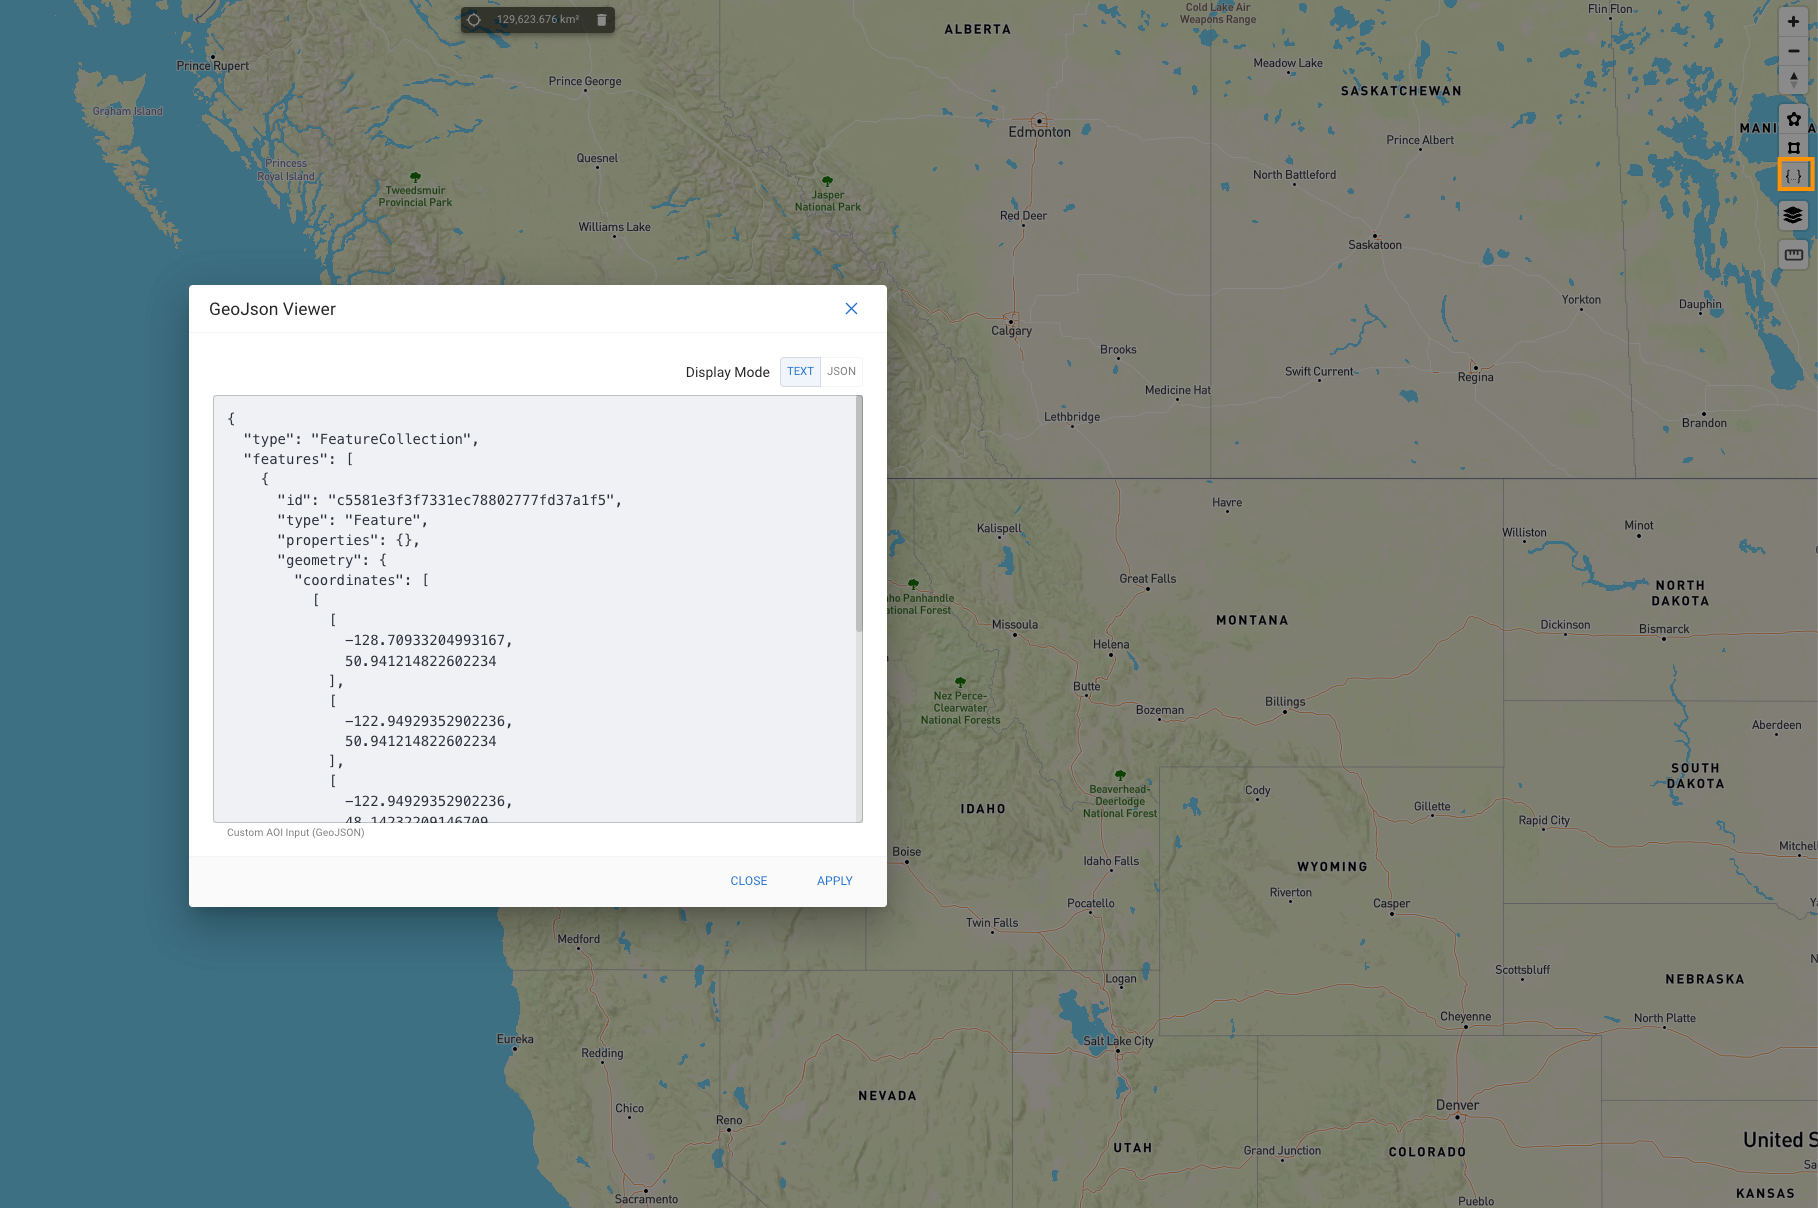 129,623.676 km²
Cold Lake Air
Weapons Range
Flin Flon
ALBERTA
Prince Rupert
Prince George
Meadow Lake
SASKATCHEWAN
Graham Island
Edmonton
MANI
A
Prince Albert
Princess
Royal Island
Quesnel
Tweedsmuir
Provincial Park
Jasper
National Park
North Battleford
{...}
Red Deer
Williams Lake
Saskatoon
Yorkton
Dauphin
Calgary
Brooks
Swift Current
Regina
Medicine Hat
Lethbridge
Brandon
GeoJson Viewer
Display Mode
TEXT
JSON
{
"type": "FeatureCollection",
"features": [
{
"id": "c5581e3f3f7331ec78802777fd37a1f5",
"type": "Feature",
"properties": {},
"geometry": {
"coordinates": [
[
[
-128.70933204993167,
50.941214822602234
],
[
-122.94929352902236,
50.941214822602234
],
[
-122.94929352902236,
48.14232209146709
Custom AOI Input (GeoJSON)
CLOSE
APPLY
Havre
Kalispell
Williston
Minot
Great Falls
NORTH
DAKOTA
ho Panhandle
ational Forest
Missoula
MONTANA
Dickinson
Bismarck
Helena
Butte
Nez Perce-
Clearwater
National Forests
Billings
Bozeman
Aberdeen
SOUTH
DAKOTA
Beaverhead-
Deerlodge
National Forest
Cody
IDAHO
Gillette
Rapid City
Boise
Idaho Falls
Mitchel
WYOMING
Riverton
Casper
Pocatello
Twin Falls
Medford
Logan
Scottsbluff
NEBRASKA
Cheyenne
North Platte
Eureka
Salt Lake City
Redding
NEVADA
Chico
Reno
Denver
UTAH
Grand Junction
COLORADO
United S
Sa
Sacramento
Pueblo
KANSAS